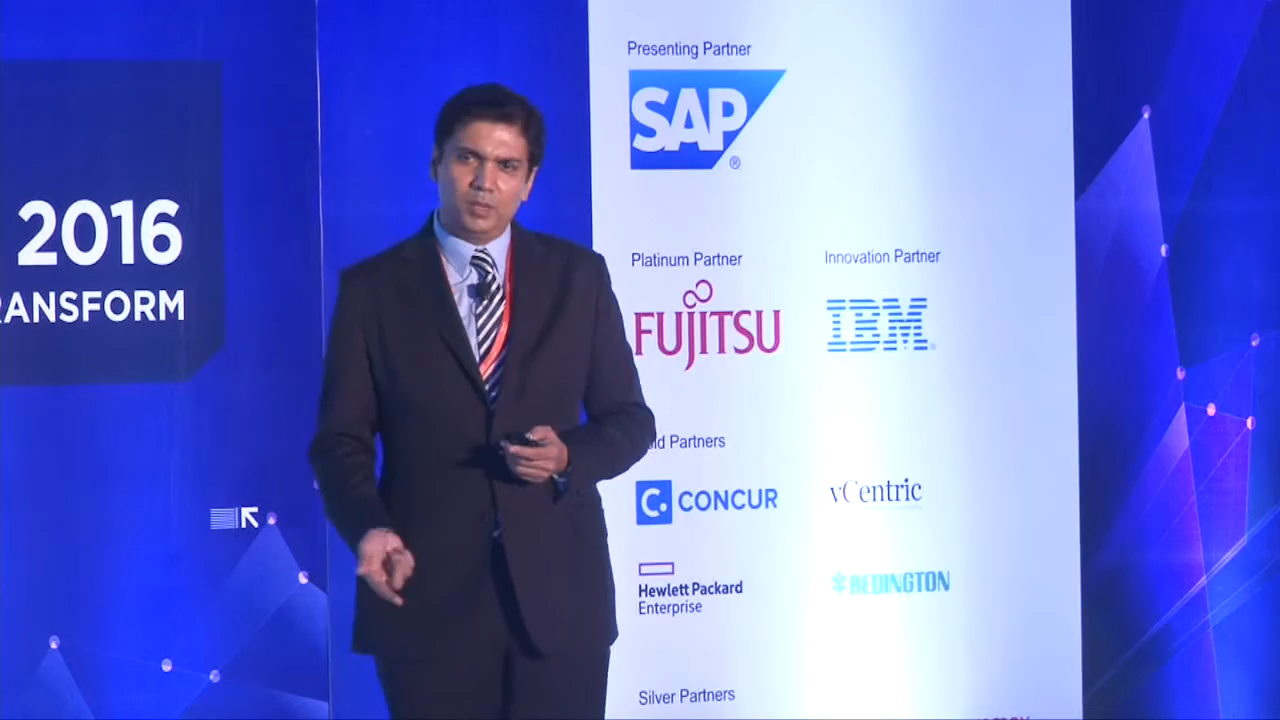 2016
RANSFORM
Presenting Partner
SAP
®
Platinum Partner
Innovation Partner
FUJITSU
IBM
Partners
CONCUR
vCentric
Hewlett Packard
Enterprise
REDINGTON
Silver Partners